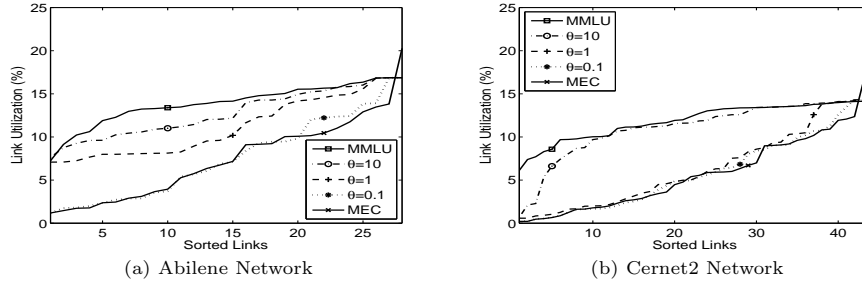 25
20
15
10
5
0
Link Utilization (%)
5
10
15
20
25
Sorted Links
MMLU
θ=10
θ=1
θ=0.1
MEC
(a) Abilene Network
25
20
15
10
5
0
Link Utilization (%)
10
20
30
40
Sorted Links
MMLU
θ=10
θ=1
θ=0.1
MEC
(b) Cernet2 Network